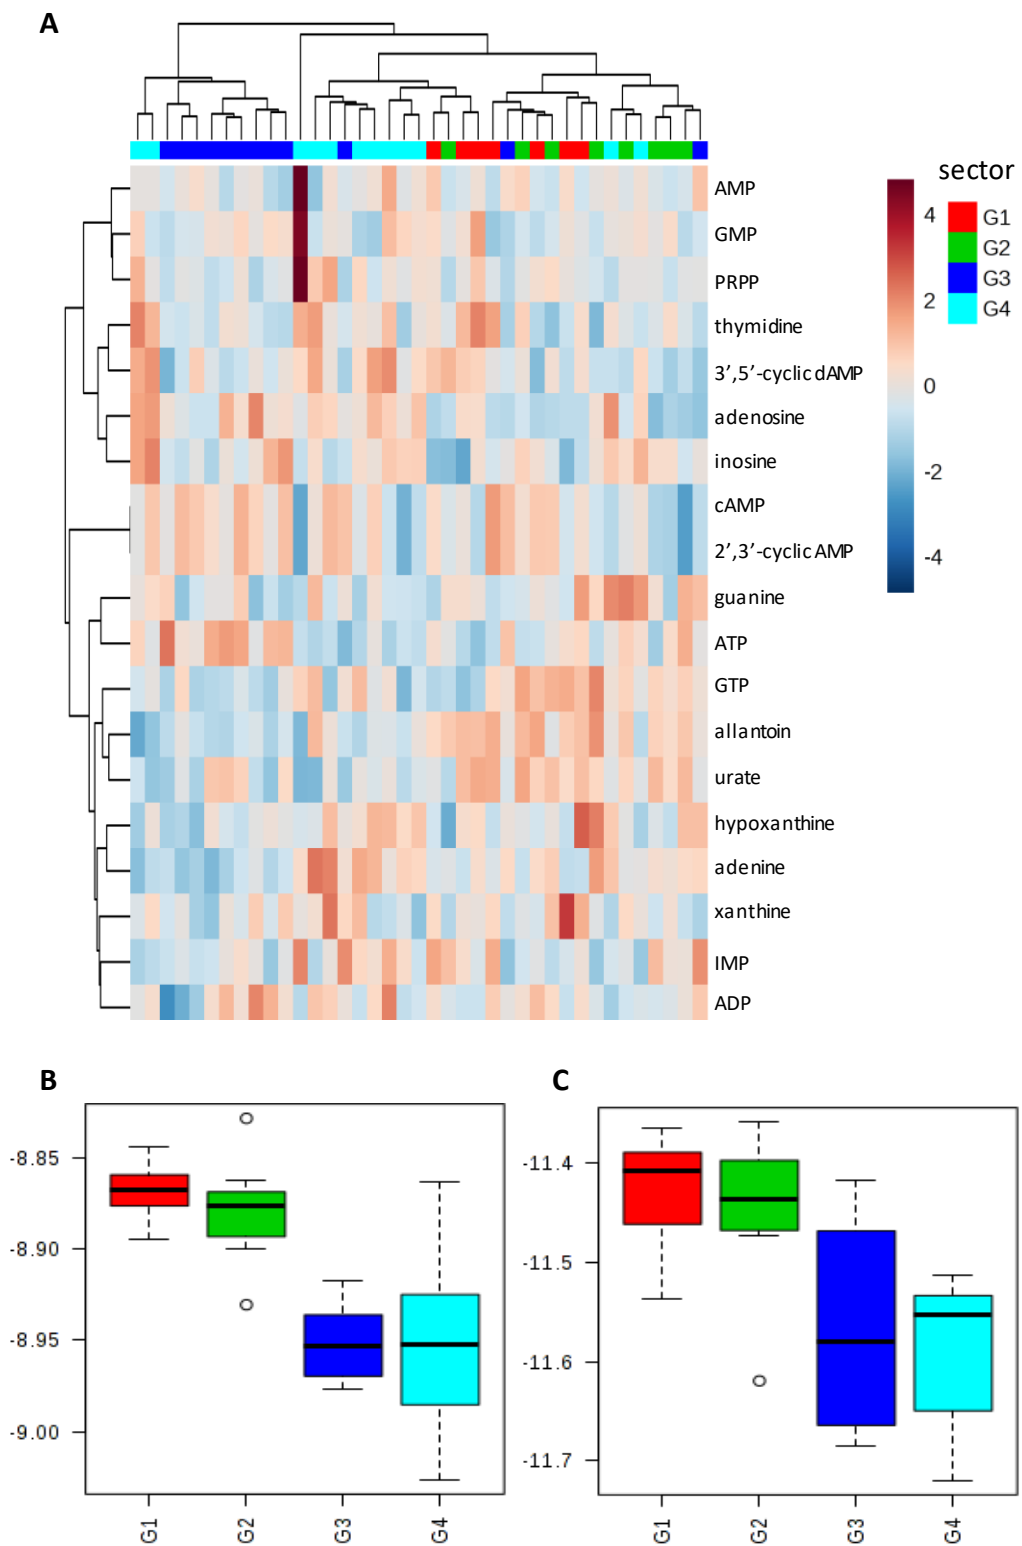 A
sector
G1
G2
G3
G4
4
2
0
-2
-4
AMP
GMP
PRPP
thymidine
3',5'-cyclic dAMP
adenosine
inosine
cAMP
2',3'-cyclic AMP
guanine
ATP
GTP
allantoin
urate
hypoxanthine
adenine
xanthine
IMP
ADP
B
-8.85
-8.90
-8.95
-9.00
G1
G2
G3
G4
C
-11.4
-11.5
-11.6
-11.7
G1
G2
G3
G4